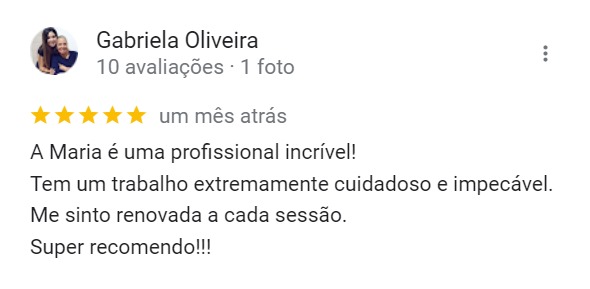 Gabriela Oliveira
10 avaliações · 1 foto
um mês atrás
A Maria é uma profissional incrível!
Tem um trabalho extremamente cuidadoso e impecável.
Me sinto renovada a cada sessão.
Super recomendo!!!